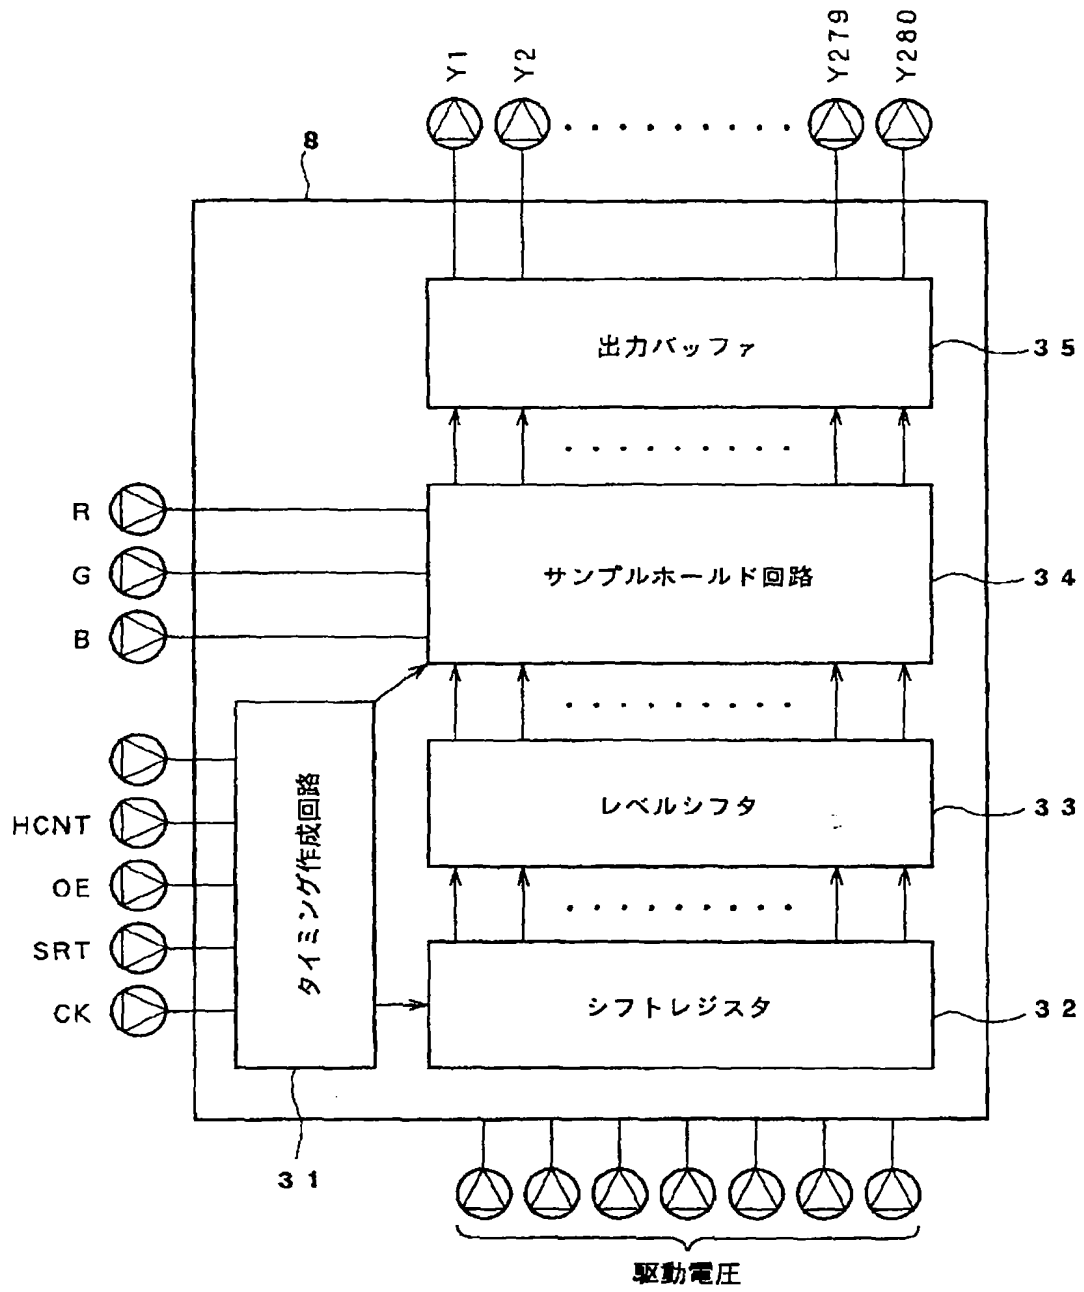 Y1
Y2
Y279
Y280
8
出力バッファ
35
R
G
B
サンプルホールド回路
34
タイミング作成回路
レベルシフタ
33
HCNT
OE
SRT
CK
シフトレジスタ
32
31
駆動電圧